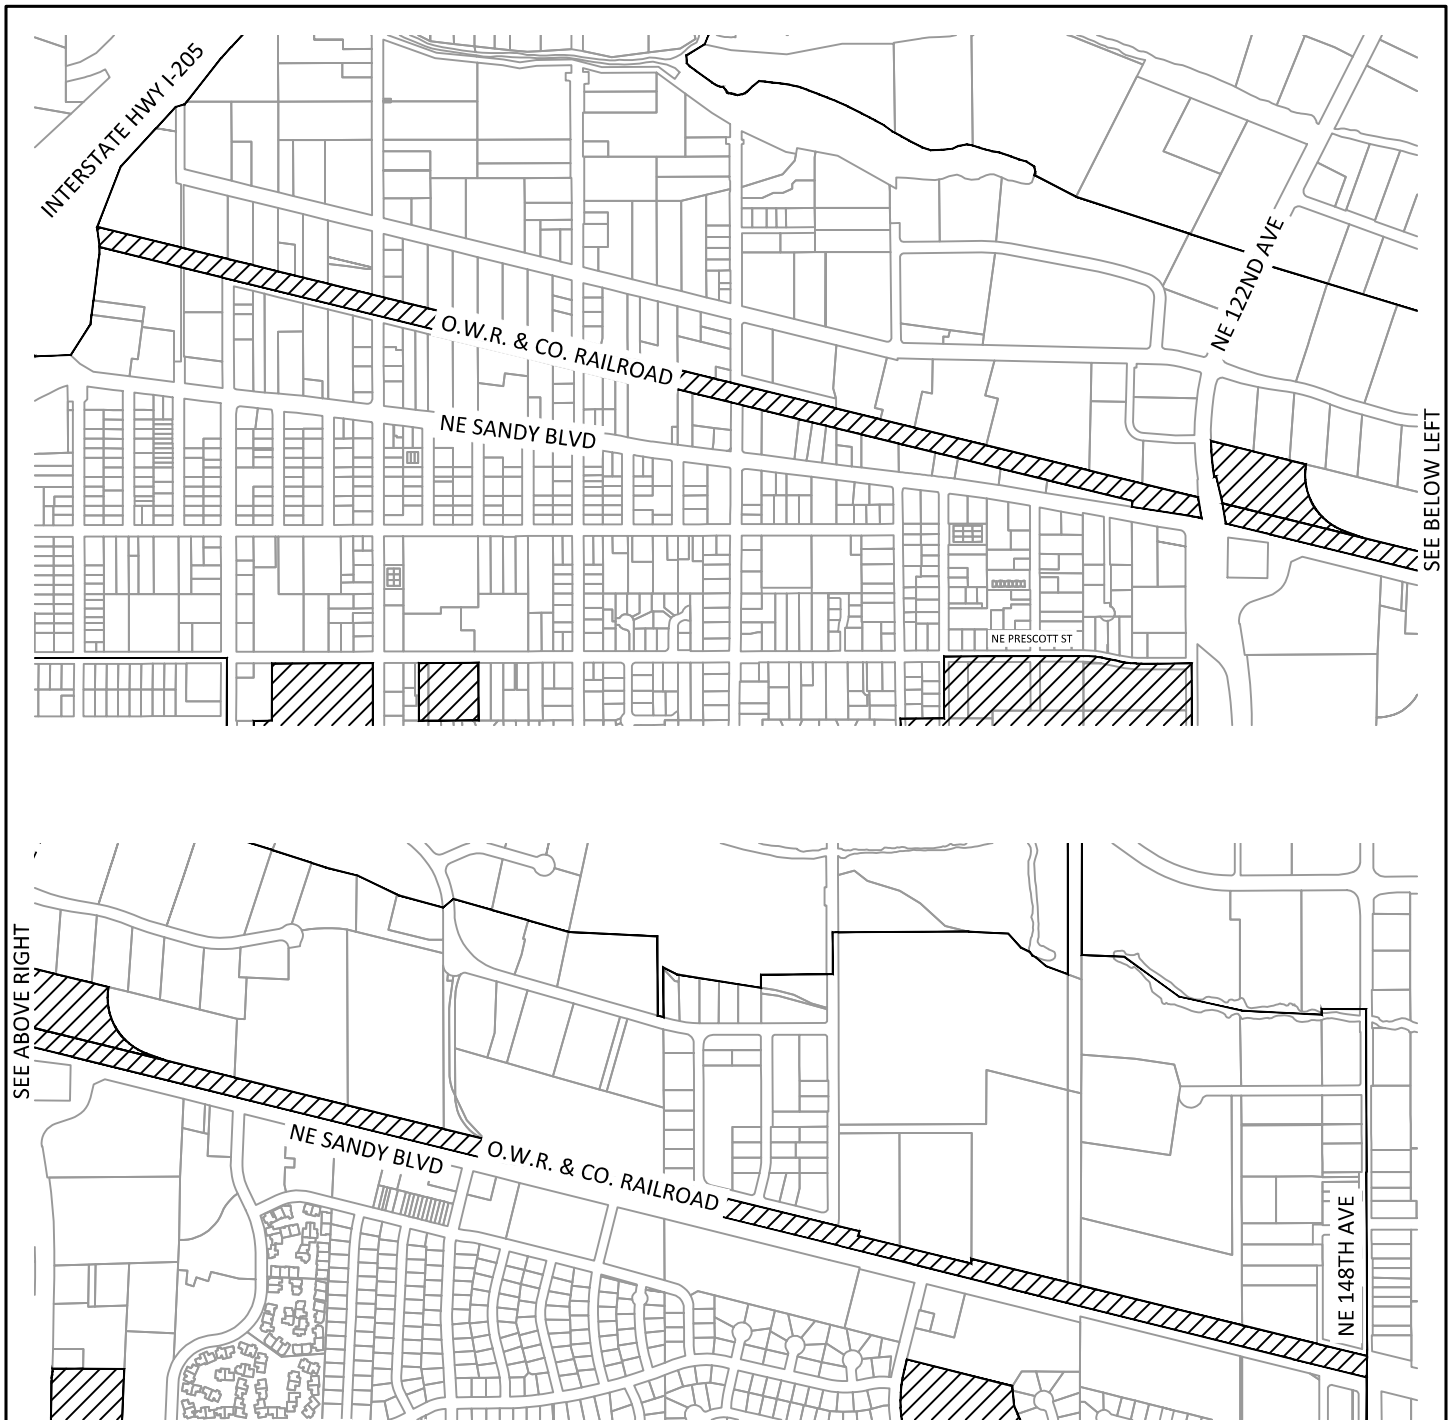 INTERSTATE HWY I-205
NE 122ND AVE
O.W.R. & CO. RAILROAD
NE SANDY BLVD
SEE BELOW LEFT
NE PRESCOTT ST
SEE ABOVE RIGHT
NE SANDY BLVD
O.W.R. & CO. RAILROAD
NE 148TH AVE